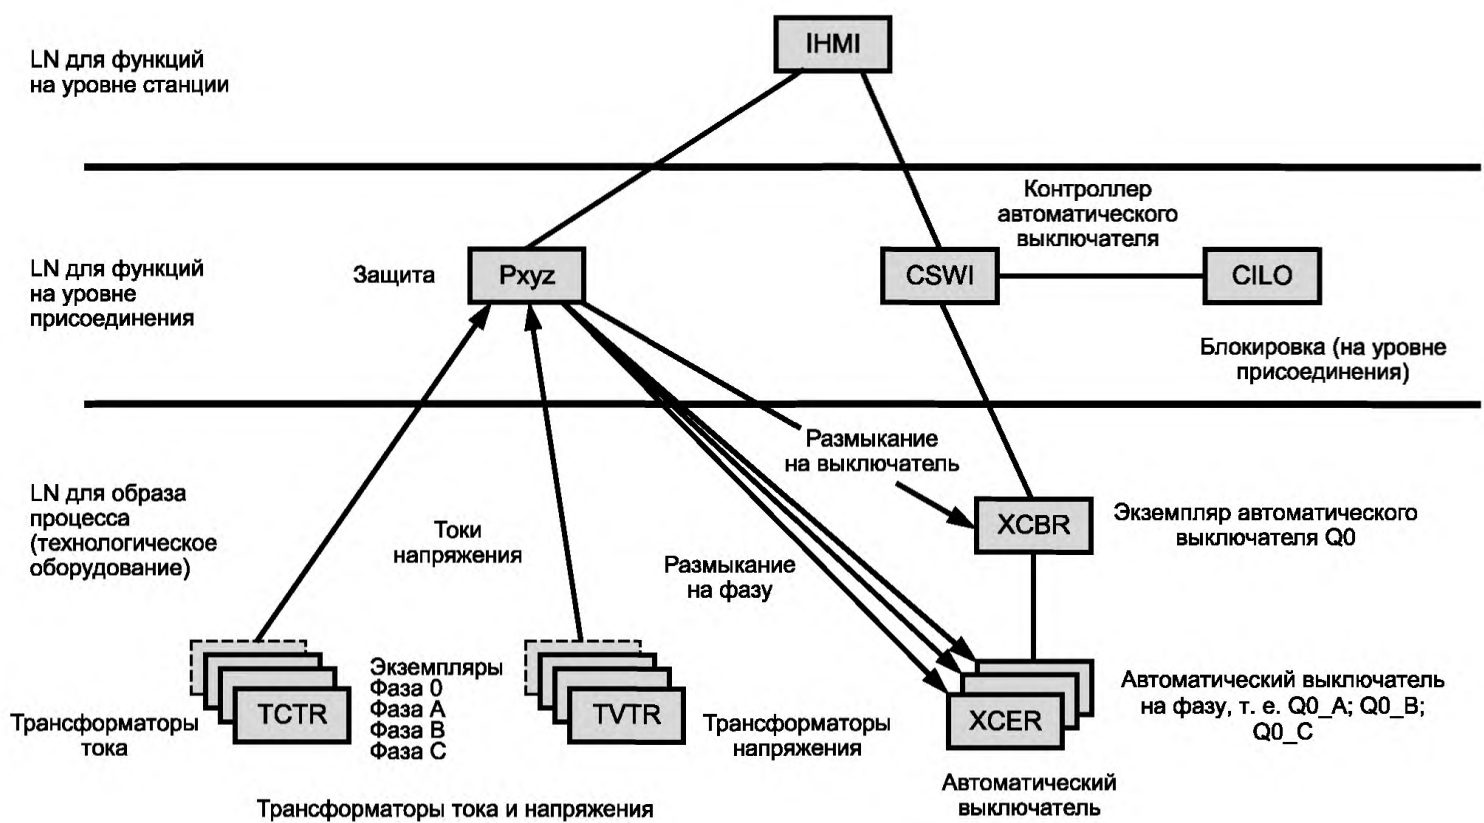 IHMI
LN для функций
на уровне станции
Контроллер
автоматического
выключателя
LN для функций
на уровне
присоединения
Защита
Pxyz
CSWI
CILO
Блокировка (на уровне
присоединения)
Размыкание
на выключатель
LN для образа
процесса
(технологическое
оборудование)
Токи
напряжения
Размыкание
на фазу
XCBR
Экземпляр автоматического
выключателя Q0
TCTR
Трансформаторы
тока
Экземпляры
Фаза 0
Фаза A
Фаза B
Фаза C
TVTR
Трансформаторы
напряжения
XCER
Автоматический выключатель
на фазу, т. е. Q0_A; Q0_B;
Q0_C
Автоматический
выключатель
Трансформаторы тока и напряжения